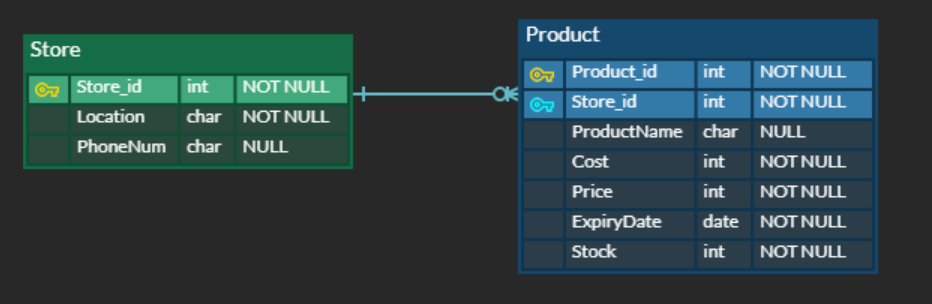 Store
Store_id int NOT NULL
Location char NOT NULL
PhoneNum char NULL
Product
Product_id int NOT NULL
Store_id int NOT NULL
ProductName char NULL
Cost int NOT NULL
Price int NOT NULL
ExpiryDate date NOT NULL
Stock int NOT NULL